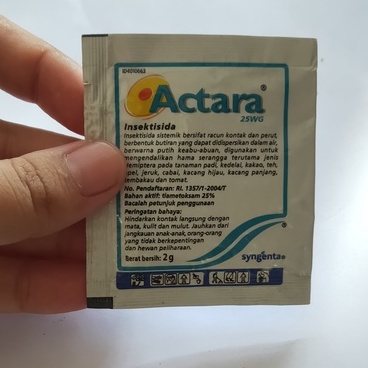 Actara®
25WG
Insektisida
Insektisida sistemik bersifat racun kontak dan perut;
berbentuk butiran yang dapat didispersikan dalam air,
berwarna putih keabu-abuan, digunakan untuk
mengendalikan hama serangga terutama jenis
Hemiptera pada tanaman padi, kedelai, kakao, teh,
apel, jeruk, cabai, kacang hijau, kacang panjang,
tembakau dan tomat.
No. Pendaftaran: RI. 1357/1-2004/T
Bahan aktif: tiametoksam 25%
Bacalah petunjuk penggunaan
Peringatan bahaya:
Hindarkan kontak langsung dengan
mata, kulit dan mulut. Jauhkan dari
jangkauan anak-anak, orang-orang
yang tidak berkepentingan
dan hewan peliharaan.
Berat bersih: 2g
syngenta®